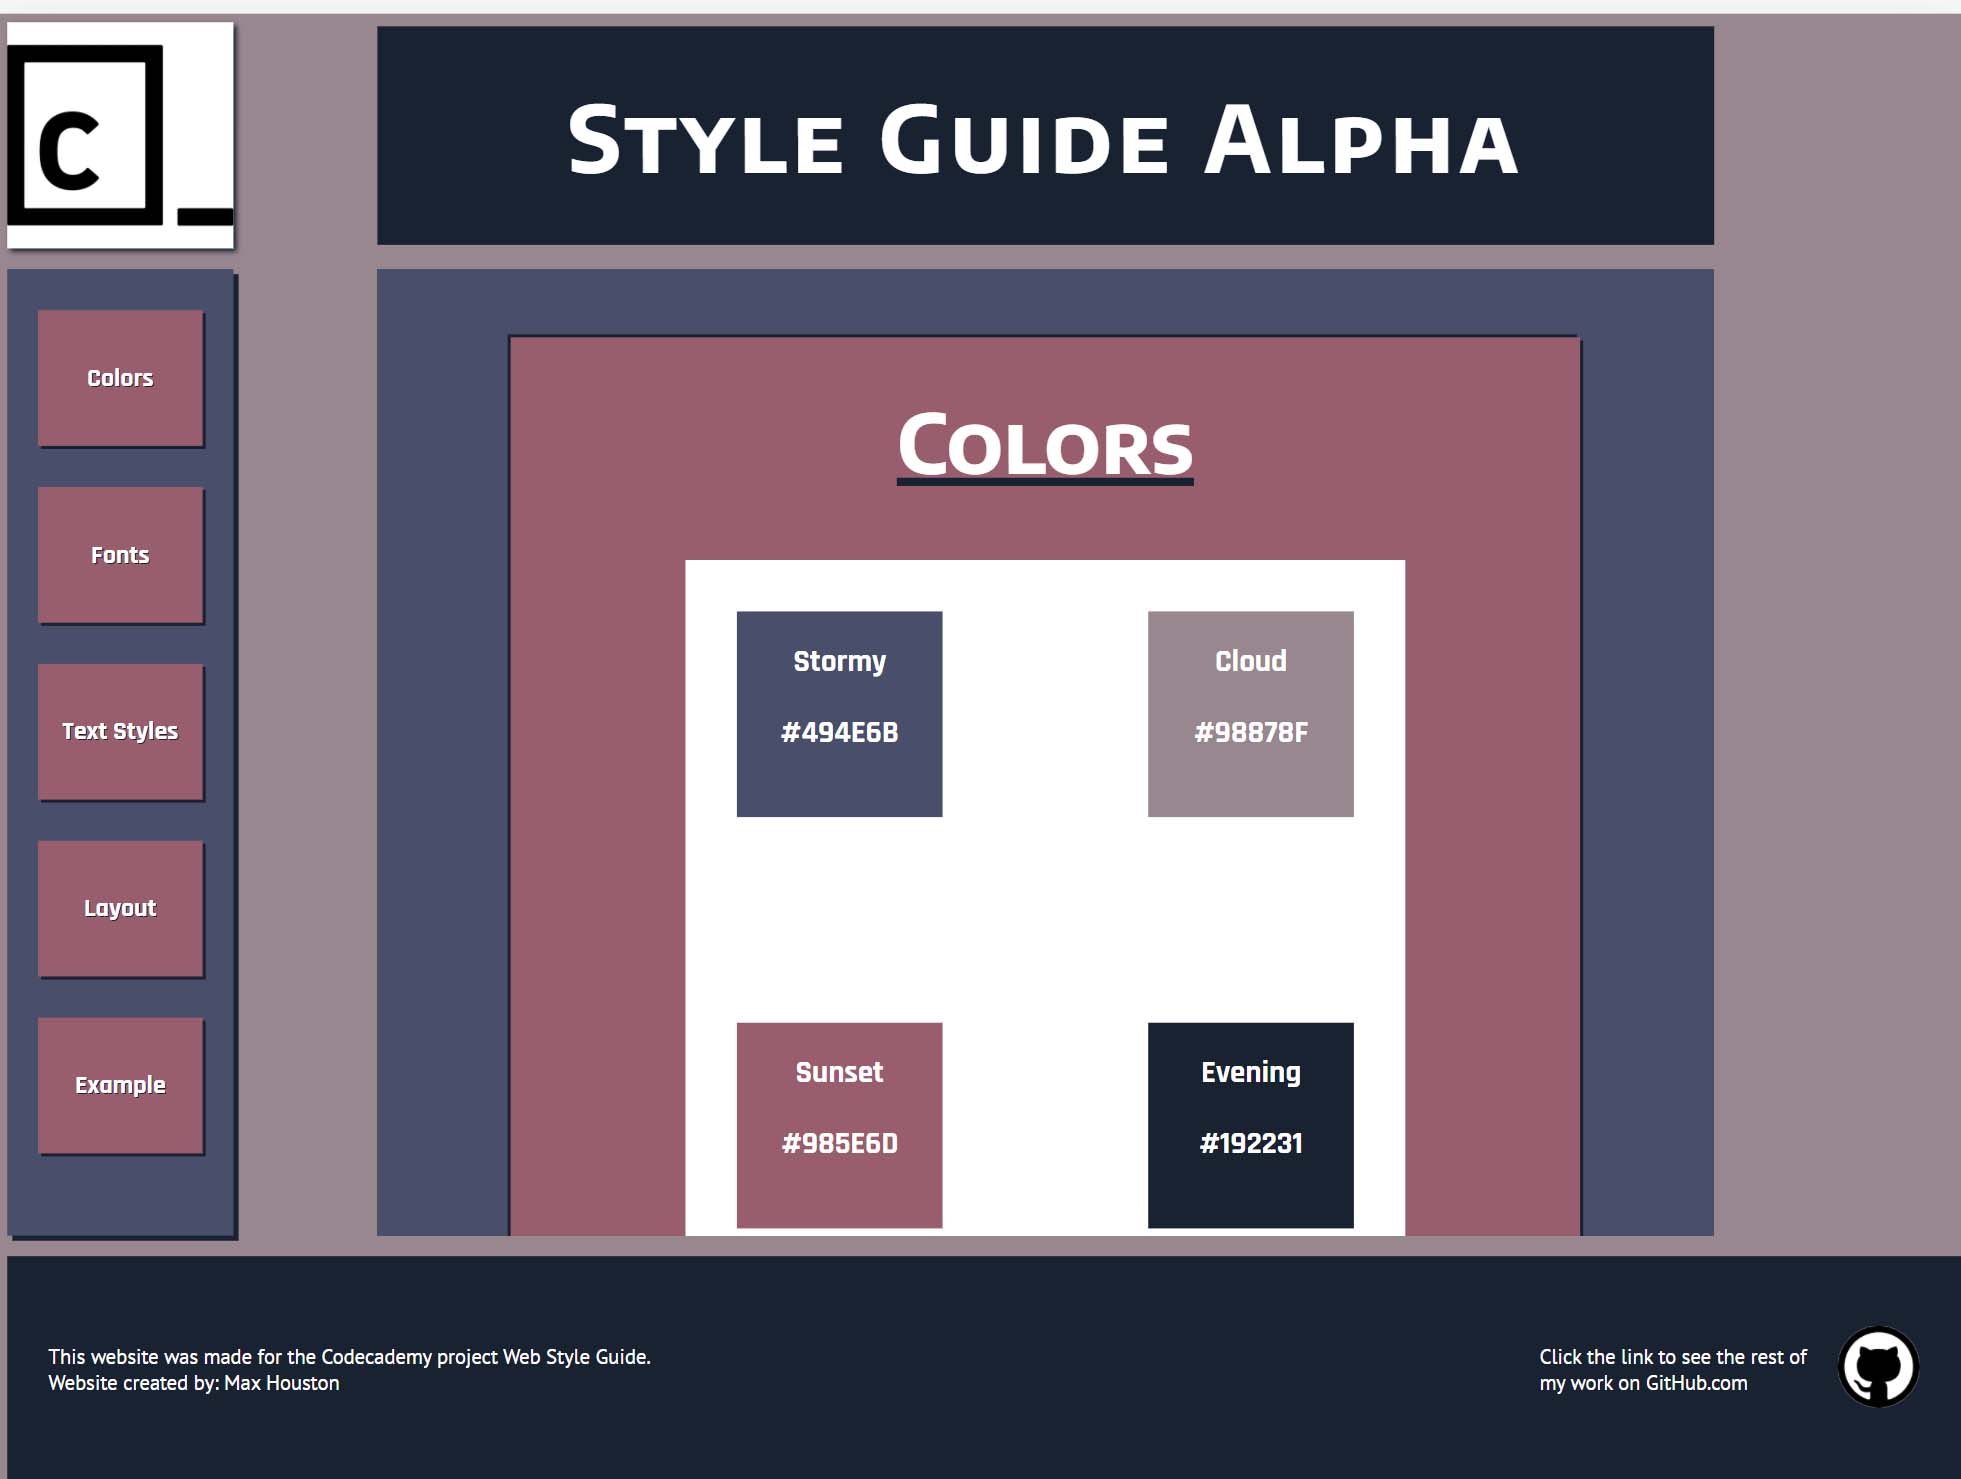 C_
Style Guide Alpha
Colors
Fonts
Text Styles
Layout
Example
Colors
Stormy
#494E6B
Cloud
#98878F
Sunset
#985E6D
Evening
#192231
This website was made for the Codecademy project Web Style Guide.
Website created by: Max Houston
Click the link to see the rest of
my work on GitHub.com